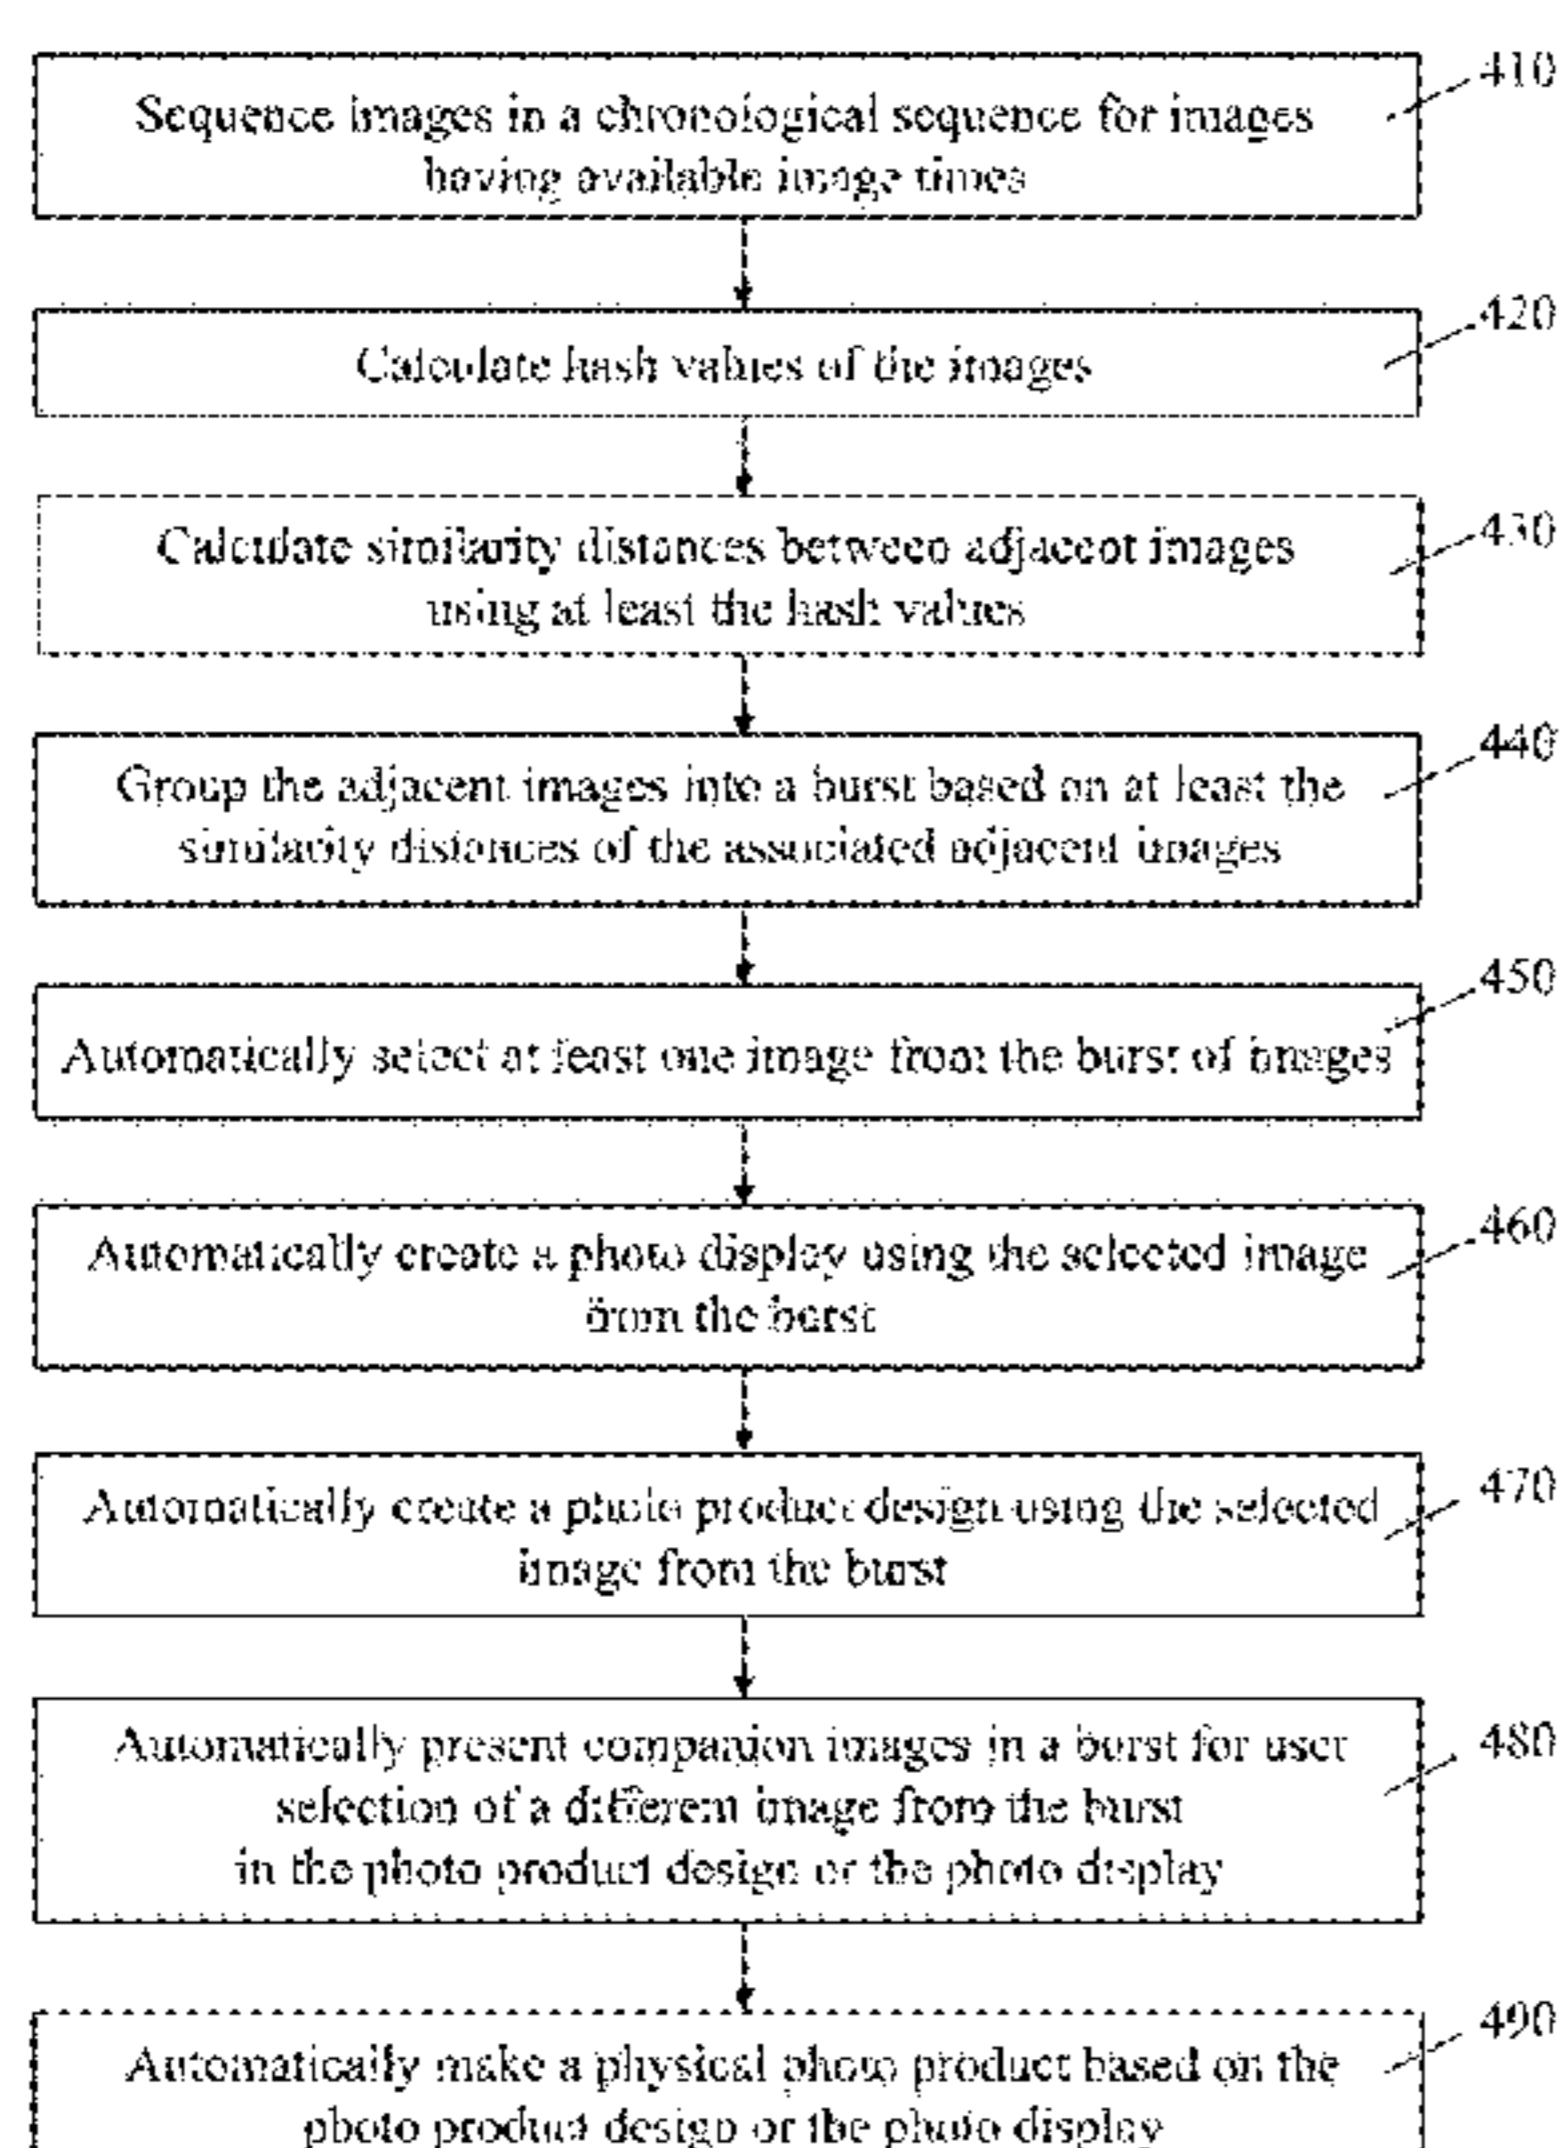 410
Sequence images in a chronological sequence for images
having available image times
420
Calculate hash values of the images
430
Calculate similarity distances between adjacent images
using at least the hash values
440
Group the adjacent images into a burst based on at least the
similarity distances of the associated adjacent images
450
Automatically select at least one image from the burst of images
460
Automatically create a photo display using the selected image
from the burst
470
Automatically create a photo product design using the selected
image from the burst
480
Automatically present companion images in a burst for user
selection of a different image from the burst
in the photo product design or the photo display
490
Automatically make a physical photo product based on the
photo product design or the photo display